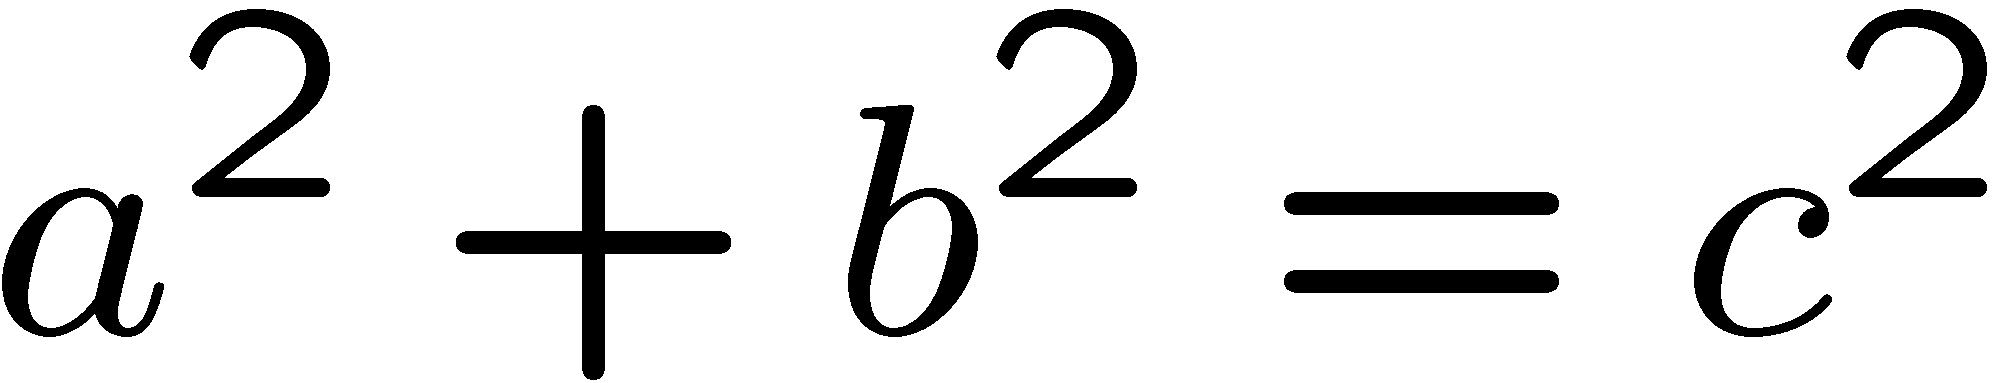 a² + b² = c²